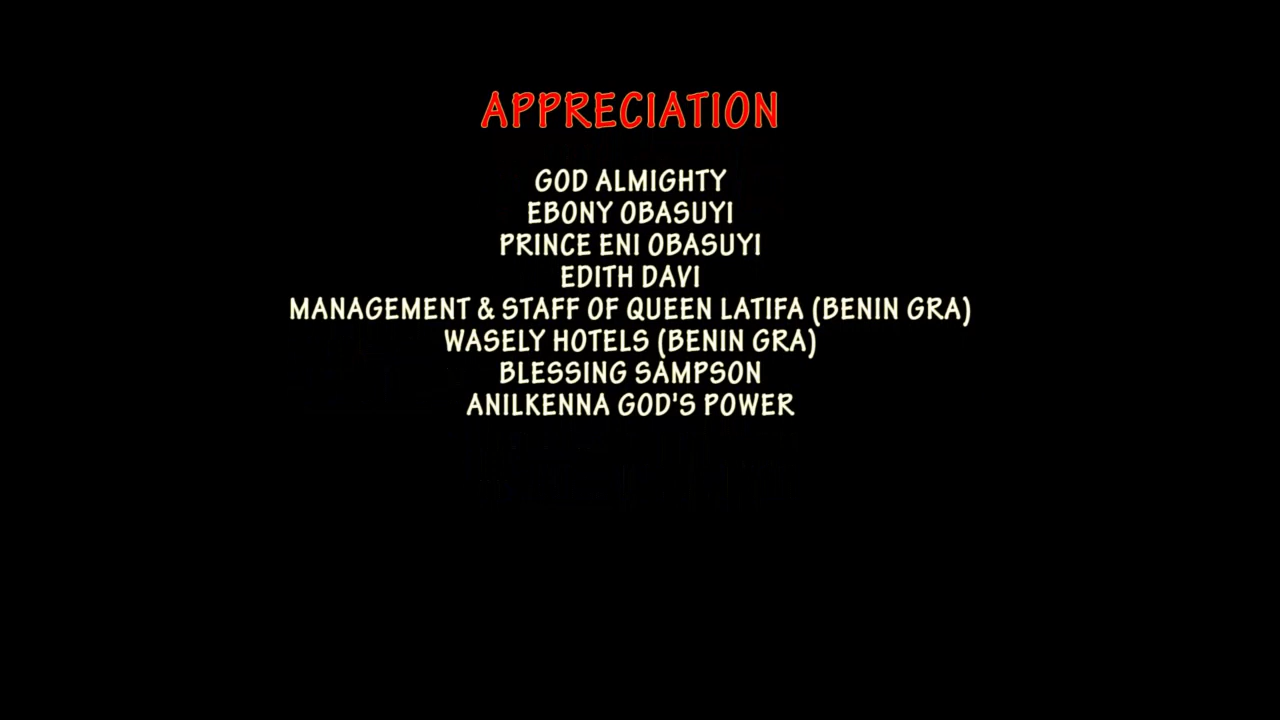 APPRECIATION
GOD ALMIGHTY
EBONY OBASUYI
PRINCE ENI OBASUYI
EDITH DAVI
MANAGEMENT & STAFF OF QUEEN LATIFA (BENIN GRA)
WASELY HOTELS (BENIN GRA)
BLESSING SAMPSON
ANILKENNA GOD'S POWER